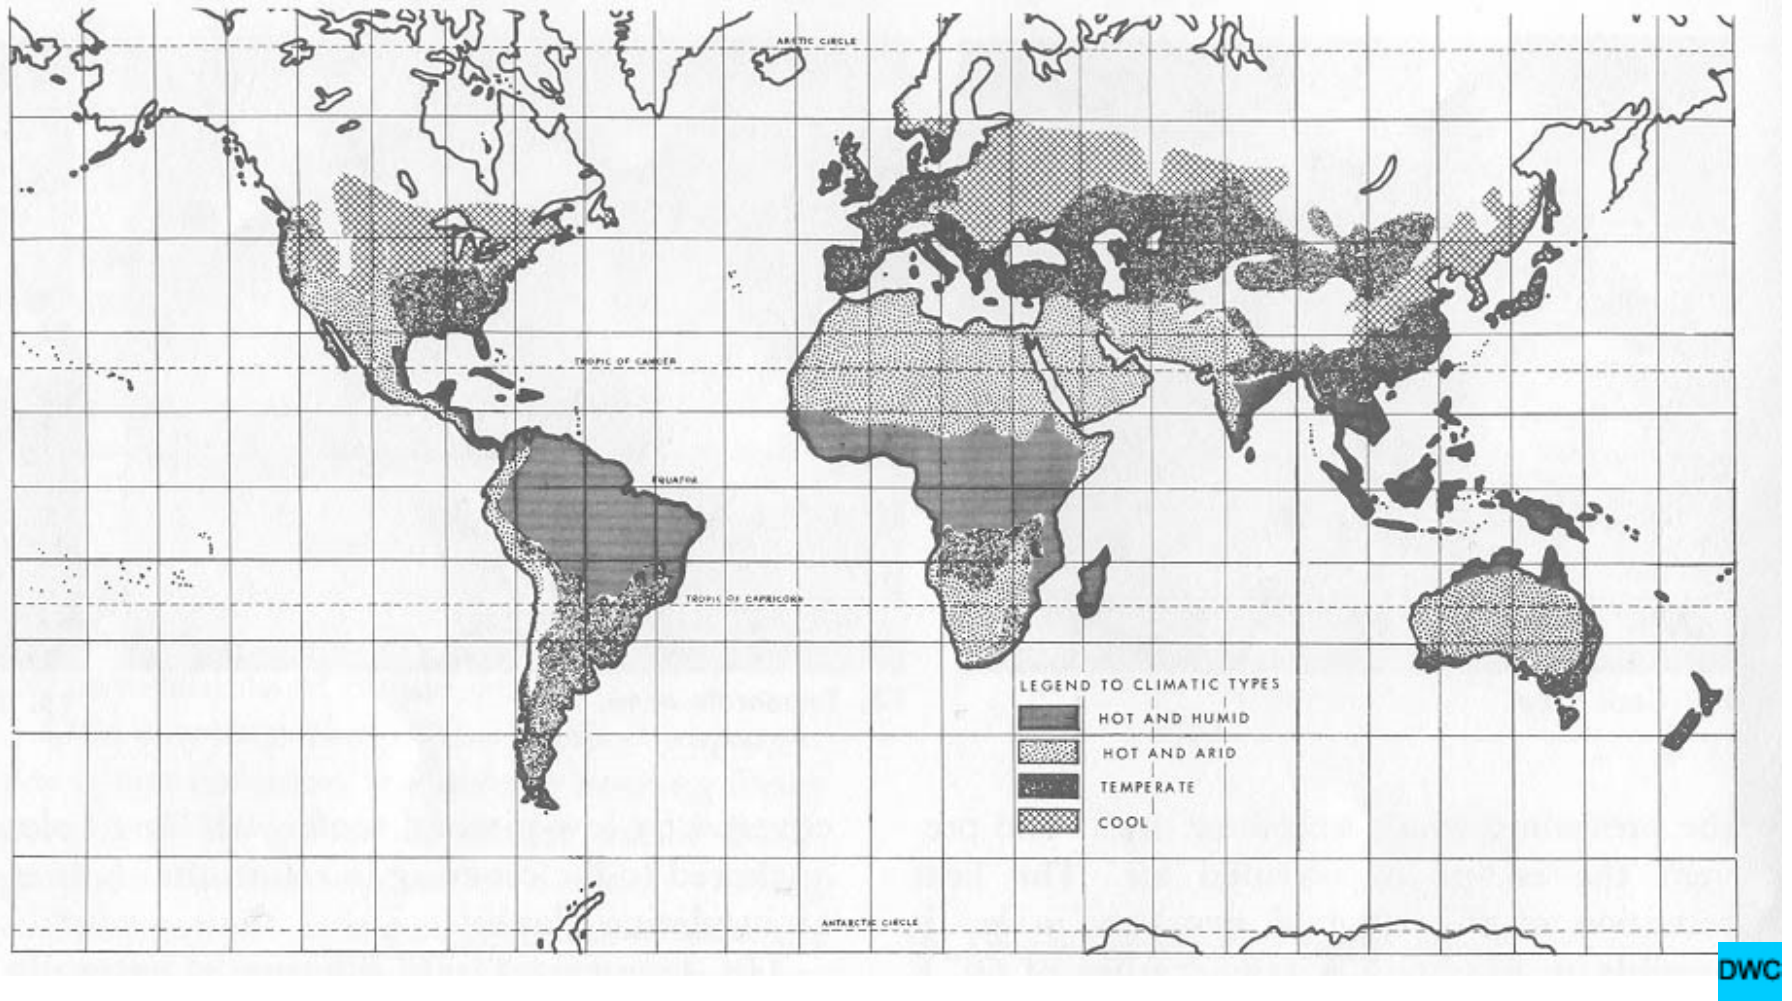 ARCTIC CIRCLE
TROPIC OF CANCER
EQUATOR
TROPIC OF CAPRICORN
LEGEND TO CLIMATIC TYPES
HOT AND HUMID
HOT AND ARID
TEMPERATE
COOL
ANTARCTIC CIRCLE
DWC